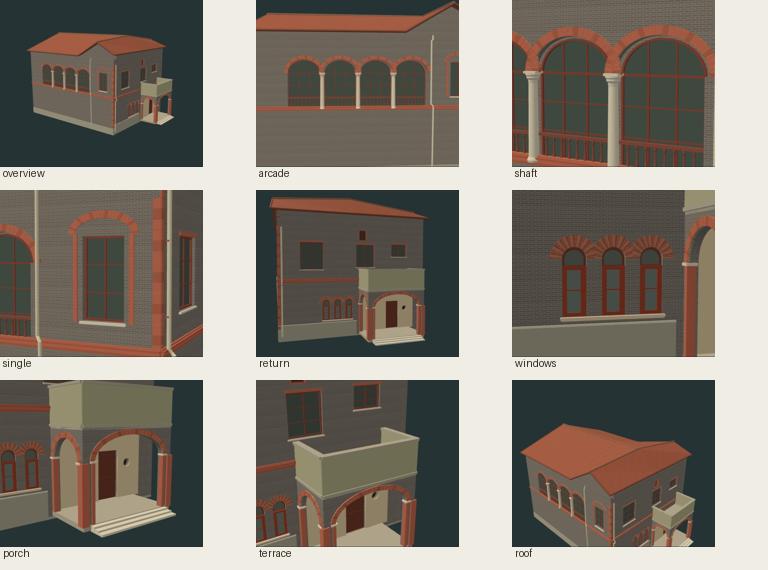 overview
arcade
shaft
single
return
windows
porch
terrace
roof